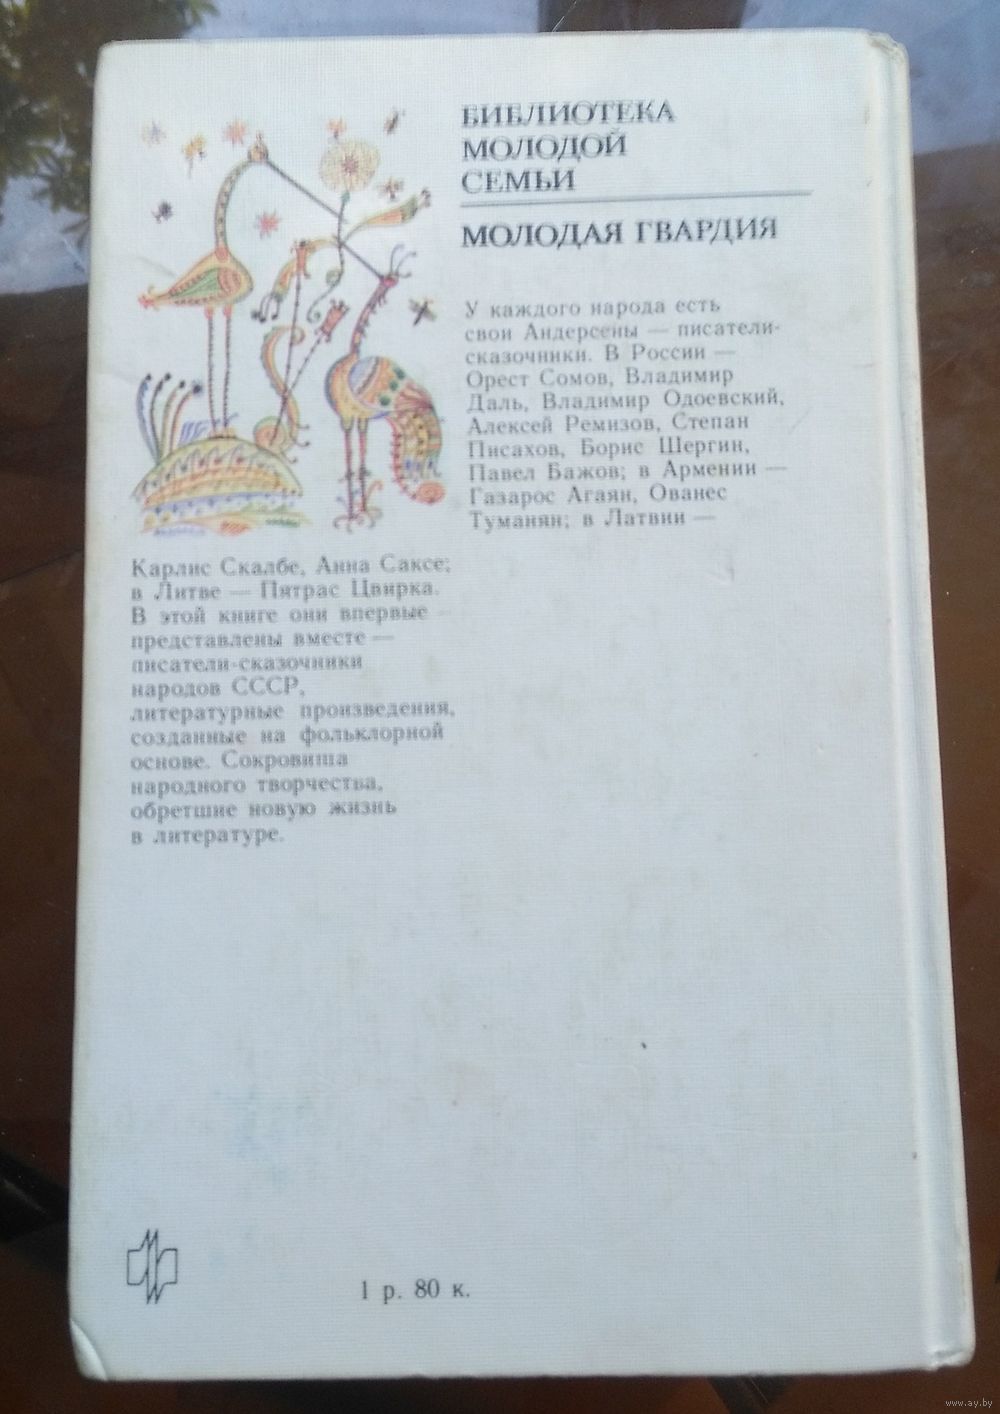 БИБЛИОТЕКА
МОЛОДОЙ
СЕМЬИ
МОЛОДАЯ ГВАРДИЯ
У каждого народа есть
свои Андерсены — писатели-
сказочники. В России —
Орест Сомов, Владимир
Даль, Владимир Одоевский,
Алексей Ремизов, Степан
Писахов, Борис Шергин,
Павел Бажов; в Армении —
Газарос Агаян, Ованес
Туманян; в Латвии —
Карлис Скалбе, Анна Саксе;
в Литве — Пятрас Цвирка.
В этой книге они впервые
представлены вместе —
писатели-сказочники
народов СССР,
литературные произведения,
созданные на фольклорной
основе. Сокровища
народного творчества,
обретшие новую жизнь
в литературе.
1 р. 80 к.
www.ay.by